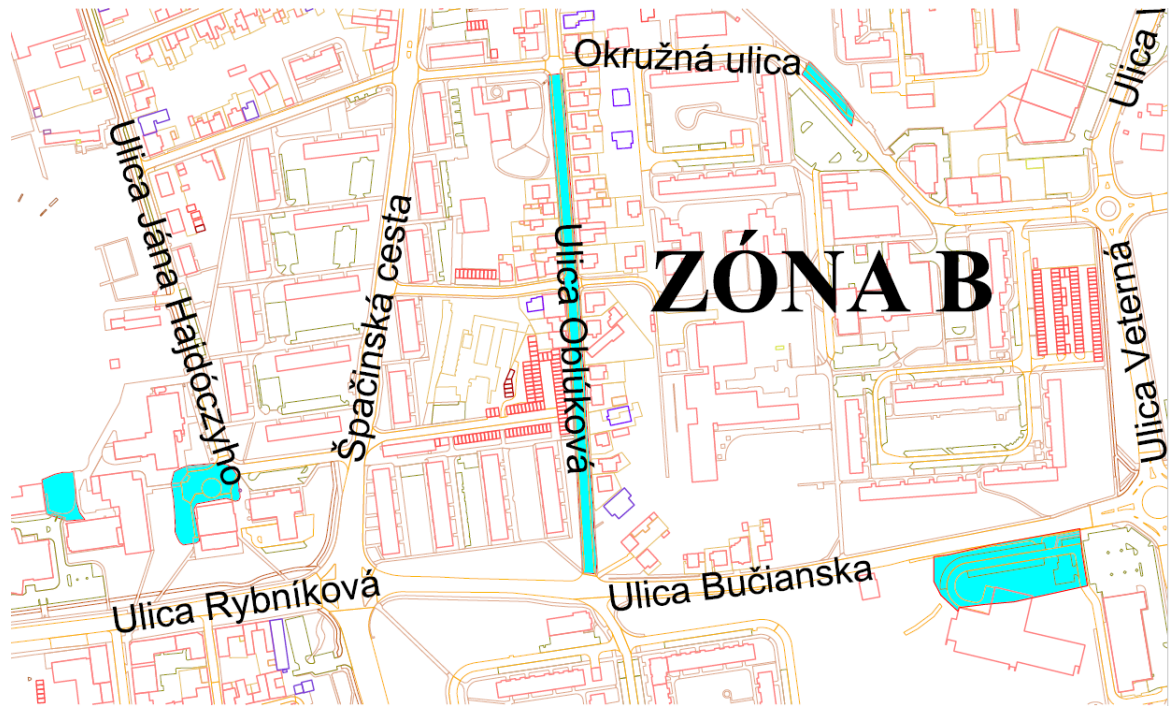 Okružná ulica
Ulica
Ulica Jána Hajdóczyho
Špačinská cesta
Ulica Oblúková
ZÓNA B
Ulica Veterná
Ulica Rybníková
Ulica Bučianska